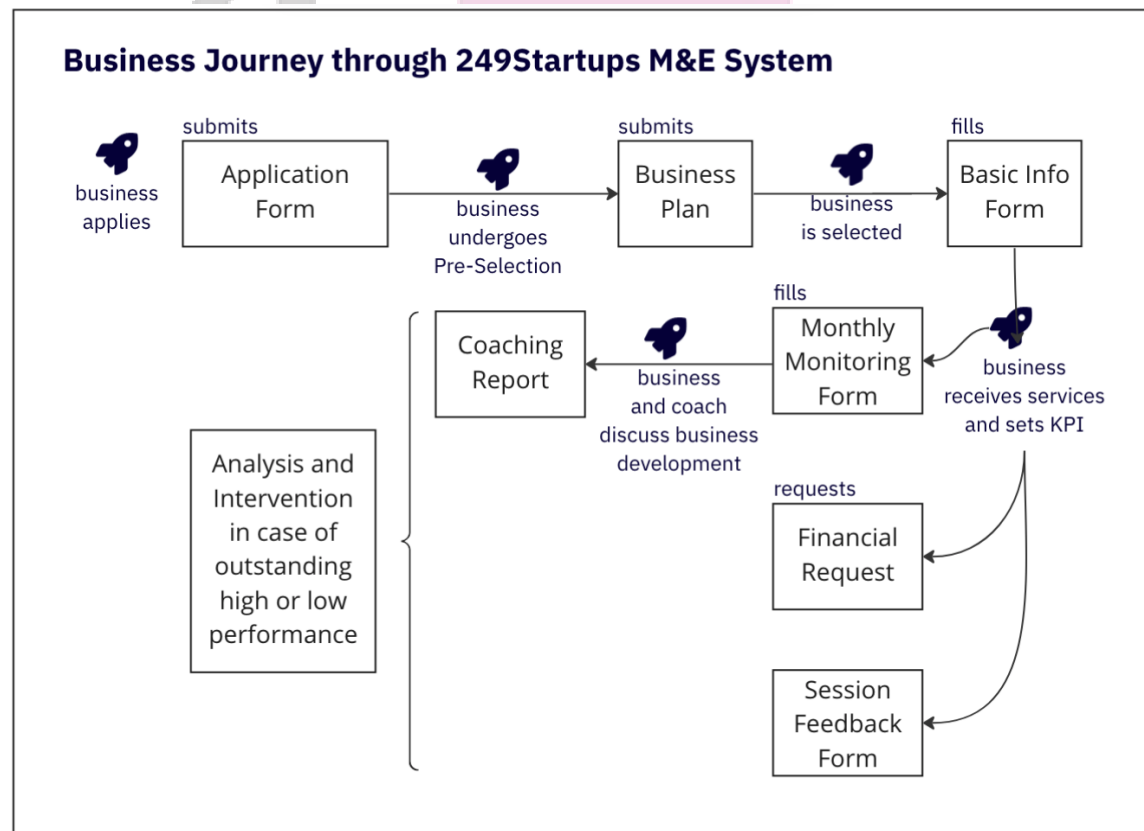 Business Journey through 249Startups M&E System
business
applies
submits
Application
Form
business
undergoes
Pre-Selection
submits
Business
Plan
business
is selected
fills
Basic Info
Form
business
receives services
and sets KPI
fills
Monthly
Monitoring
Form
business
and coach
discuss business
development
Coaching
Report
requests
Financial
Request
Session
Feedback
Form
Analysis and
Intervention
in case of
outstanding
high or low
performance